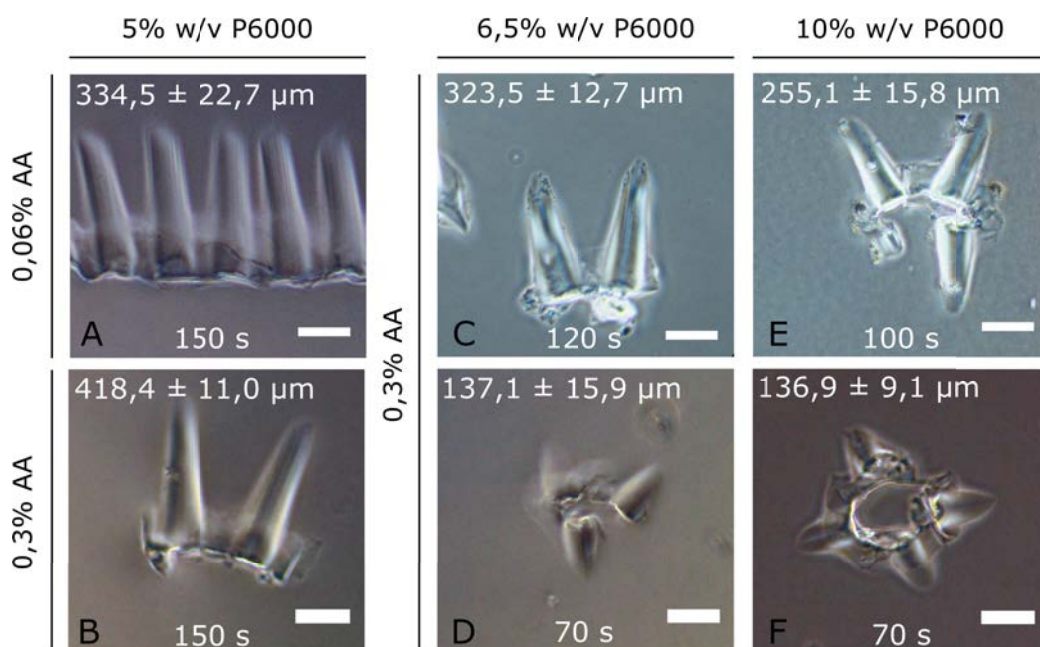 5% w/v P6000
6,5% w/v P6000
10% w/v P6000
0,06% AA
0,3% AA
0,3% AA
334,5 ± 22,7 µm
A
150 s
418,4 ± 11,0 µm
B
150 s
323,5 ± 12,7 µm
C
120 s
137,1 ± 15,9 µm
D
70 s
255,1 ± 15,8 µm
E
100 s
136,9 ± 9,1 µm
F
70 s